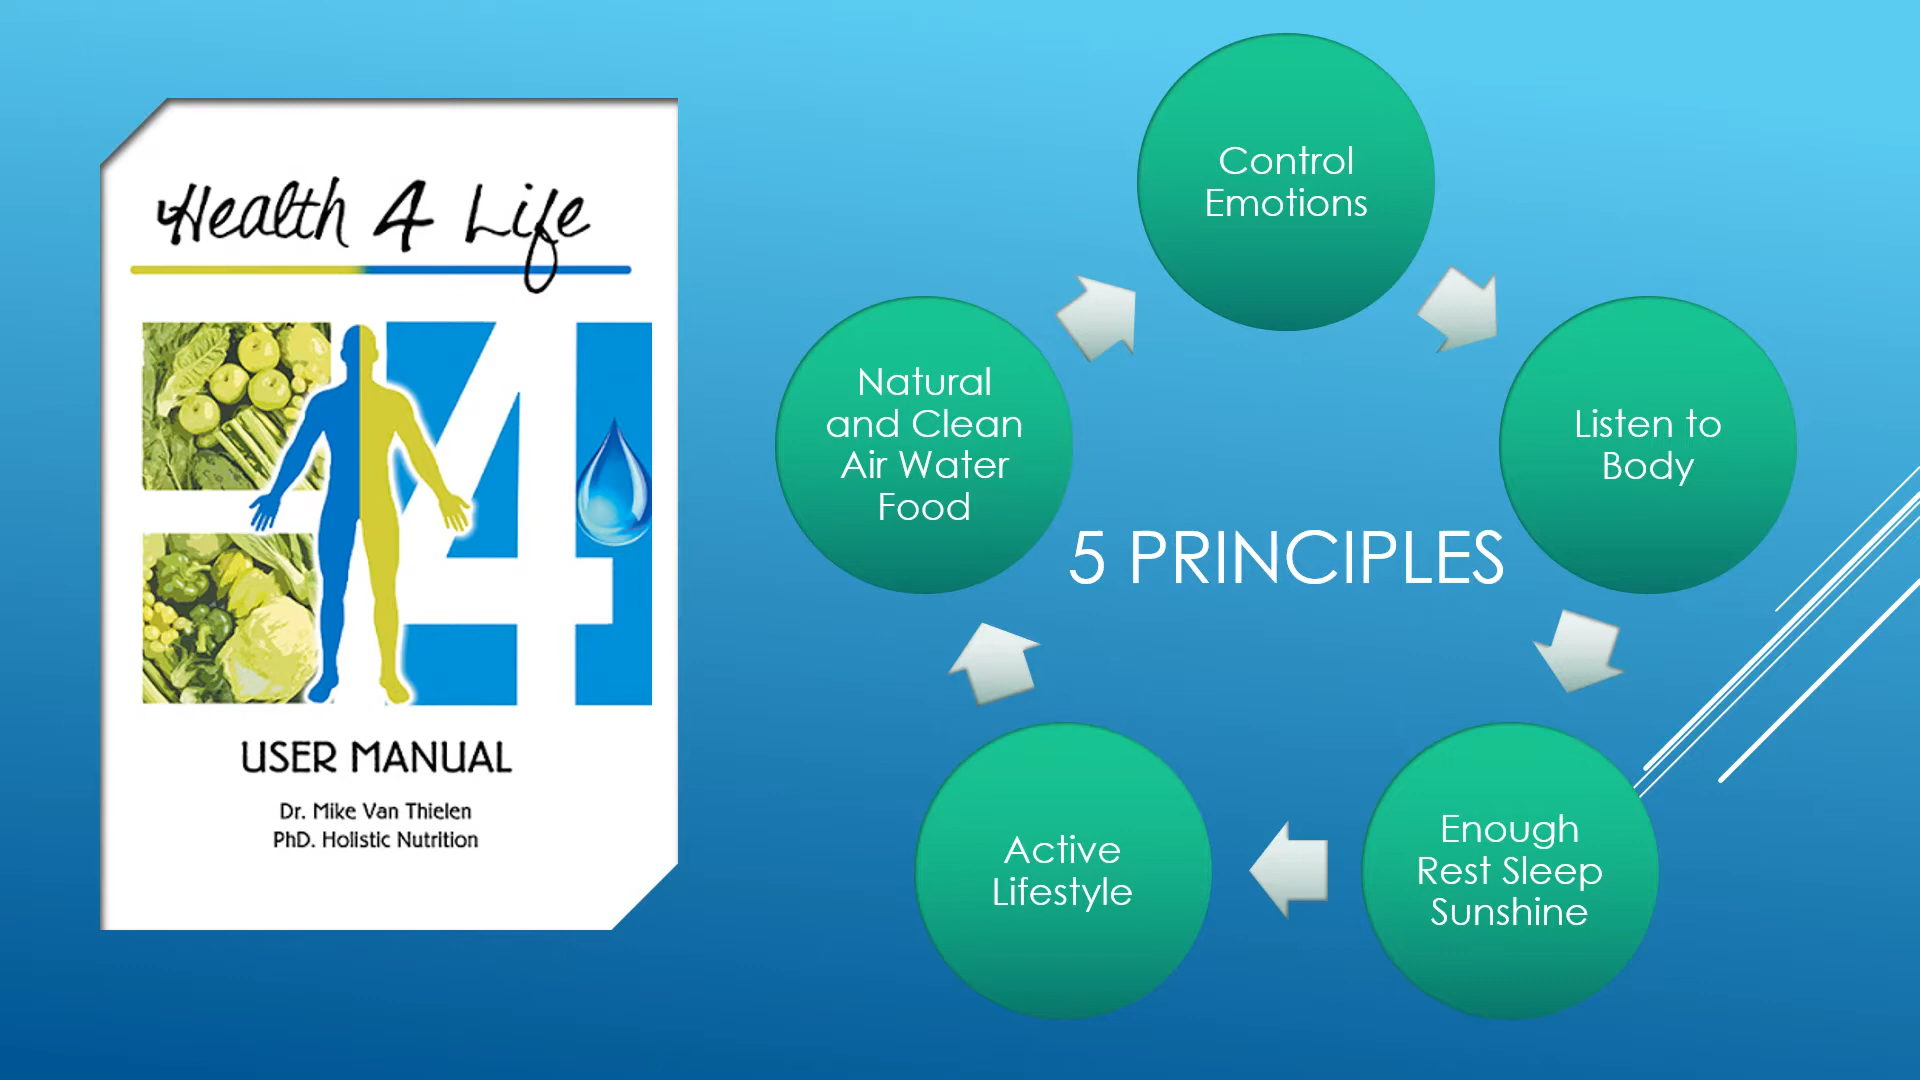 Health 4 Life
4
USER MANUAL
Dr. Mike Van Thielen
PhD. Holistic Nutrition
5 PRINCIPLES
Control
Emotions
Listen to
Body
Enough
Rest Sleep
Sunshine
Active
Lifestyle
Natural
and Clean
Air Water
Food